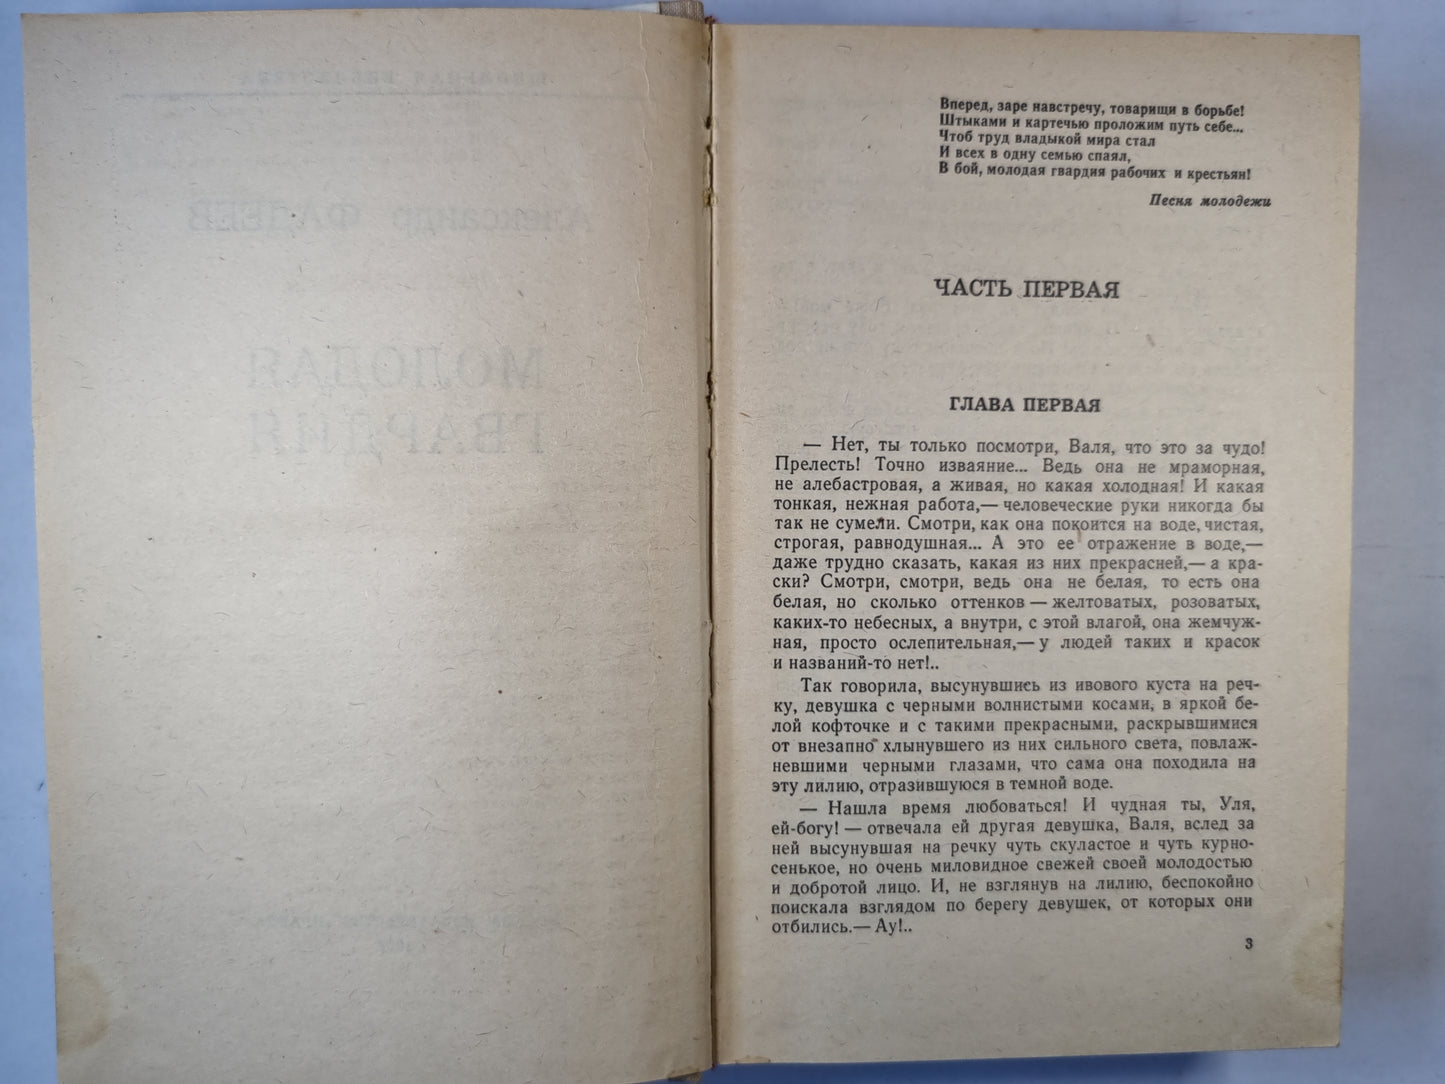 Александр ФАДЕЕВ
МОЛОДАЯ
ГВАРДИЯ
Вперед, заре навстречу, товарищи в борьбе!
Штыками и картечью проложим путь себе...
Чтоб труд владыкой мира стал
И всех в одну семью спаял,
В бой, молодая гвардия рабочих и крестьян!
Песня молодежи
ЧАСТЬ ПЕРВАЯ
ГЛАВА ПЕРВАЯ
— Нет, ты только посмотри, Валя, что это за чудо!
Прелесть! Точно изваяние... Ведь она не мраморная,
не алебастровая, а живая, но какая холодная! И какая
тонкая, нежная работа,— человеческие руки никогда бы
так не сумели. Смотри, как она покоится на воде, чистая,
строгая, равнодушная... А это ее отражение в воде,—
даже трудно сказать, какая из них прекрасней,— а кра-
ски? Смотри, смотри, ведь она не белая, то есть она
белая, но сколько оттенков — желтоватых, розоватых,
каких-то небесных, а внутри, с этой влагой, она жемчуж-
ная, просто ослепительная,— у людей таких и красок
и названий-то нет!..
Так говорила, высунувшись из ивового куста на реч-
ку, девушка с черными волнистыми косами, в яркой бе-
лой кофточке и с такими прекрасными, раскрывшимися
от внезапно хлынувшего из них сильного света, повлаж-
невшими черными глазами, что сама она походила на
эту лилию, отразившуюся в темной воде.
— Нашла время любоваться! И чудная ты, Уля,
ей-богу! — отвечала ей другая девушка, Валя, вслед за
ней высунувшая на речку чуть скуластое и чуть курно-
сенькое, но очень миловидное свежей своей молодостью
и добротой лицо. И, не взглянув на лилию, беспокойно
поискала взглядом по берегу девушек, от которых они
отбились.— Ау!..
3